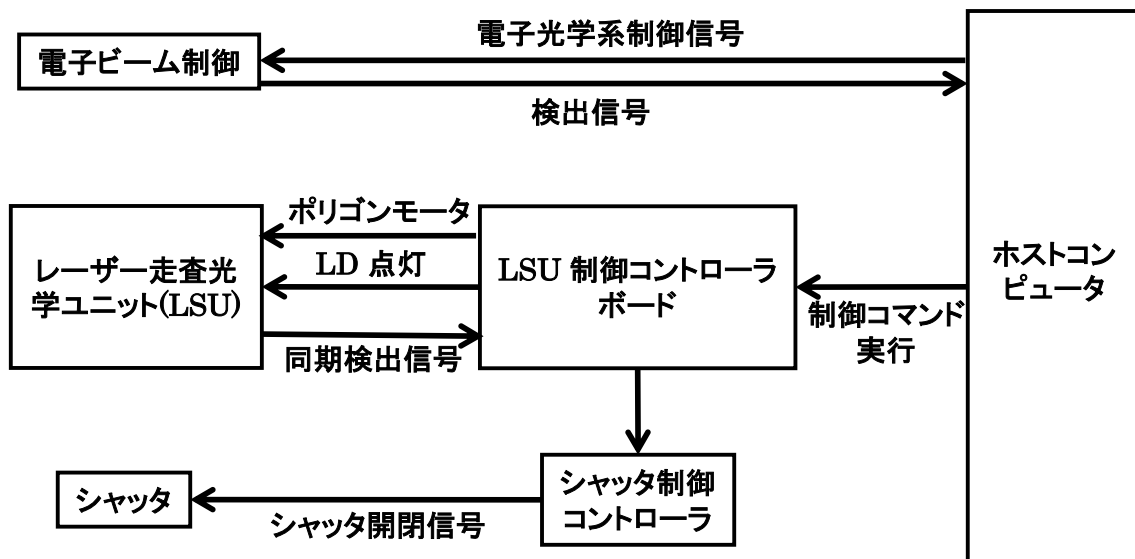 電子光学系制御信号
電子ビーム制御
検出信号
ポリゴンモータ
レーザー走査光
学ユニット(LSU)
LD 点灯
LSU 制御コントローラ
ボード
ホストコン
ピュータ
制御コマンド
実行
同期検出信号
シャッタ
シャッタ制御
コントローラ
シャッタ開閉信号